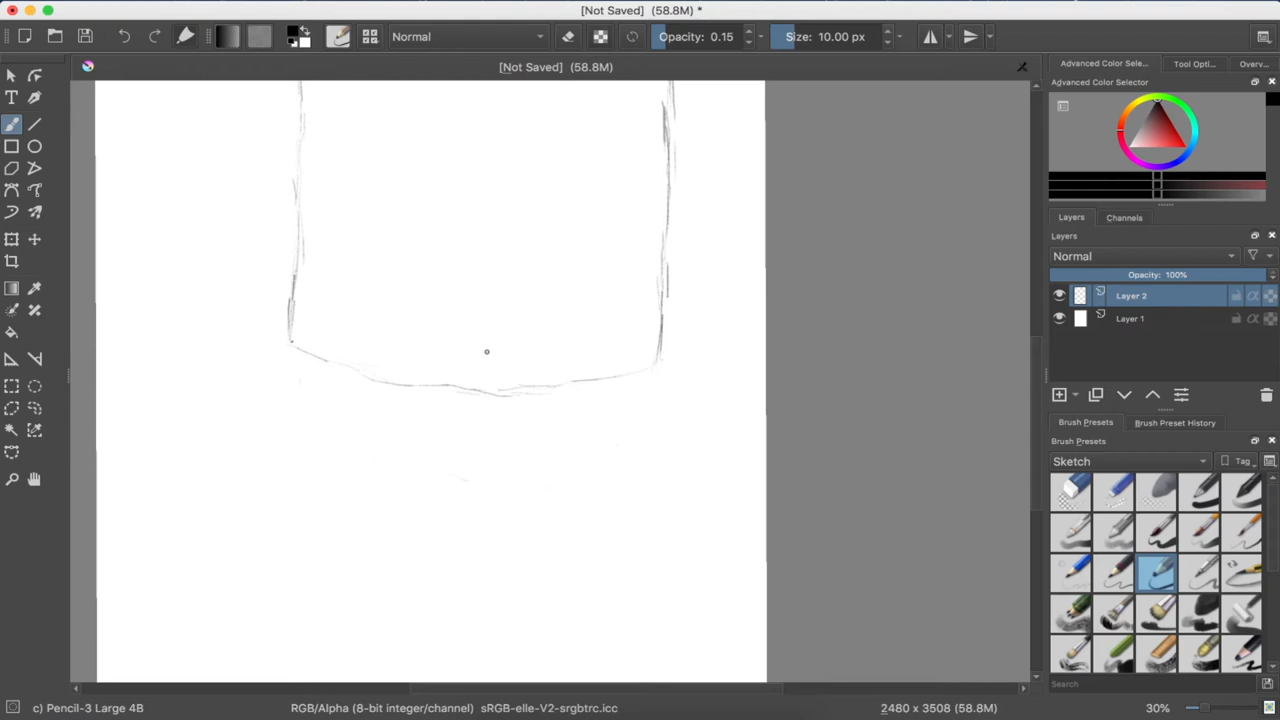 [Not Saved] (58.8M) *
Normal
Opacity: 0.15
Size: 10.00 px
[Not Saved] (58.8M)
Advanced Color Selec...
Tool Opti...
Overv...
Advanced Color Selector
Layers
Channels
Layers
Normal
Opacity: 100%
Layer 2
Layer 1
Brush Presets
Brush Preset History
Brush Presets
Sketch
Tag
Search
c) Pencil-3 Large 4B
RGB/Alpha (8-bit integer/channel) sRGB-elle-V2-srgbtrc.icc
2480 x 3508 (58.8M)
30%